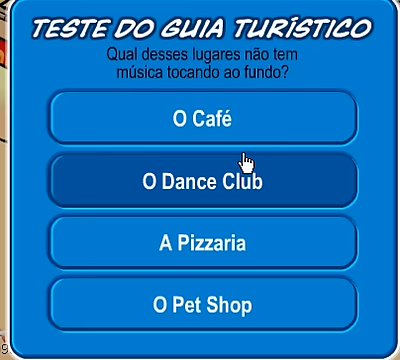 TESTE DO GUIA TURÍSTICO
Qual desses lugares não tem
música tocando ao fundo?
O Café
O Dance Club
A Pizzaria
O Pet Shop
9